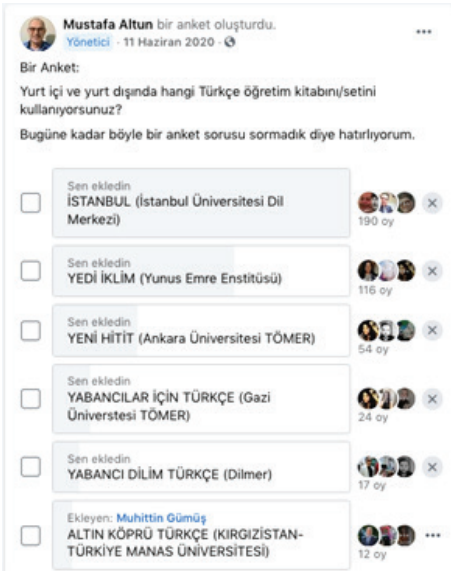 Mustafa Altun bir anket oluşturdu.
Yönetici · 11 Haziran 2020 ·
Bir Anket:
Yurt içi ve yurt dışında hangi Türkçe öğretim kitabını/setini
kullanıyorsunuz?
Bugüne kadar böyle bir anket sorusu sormadık diye hatırlıyorum.
Sen ekledin
İSTANBUL (İstanbul Üniversitesi Dil
Merkezi)
190 oy
Sen ekledin
YEDİ İKLİM (Yunus Emre Enstitüsü)
116 oy
Sen ekledin
YENİ HİTİT (Ankara Üniversitesi TÖMER)
54 oy
Sen ekledin
YABANCILAR İÇİN TÜRKÇE (Gazi
Üniverstesi TÖMER)
24 oy
Sen ekledin
YABANCI DİLİM TÜRKÇE (Dilmer)
17 oy
Ekleyen: Muhittin Gümüş
ALTIN KÖPRÜ TÜRKÇE (KIRGIZİSTAN-
TÜRKİYE MANAS ÜNİVERSİTESİ)
12 oy